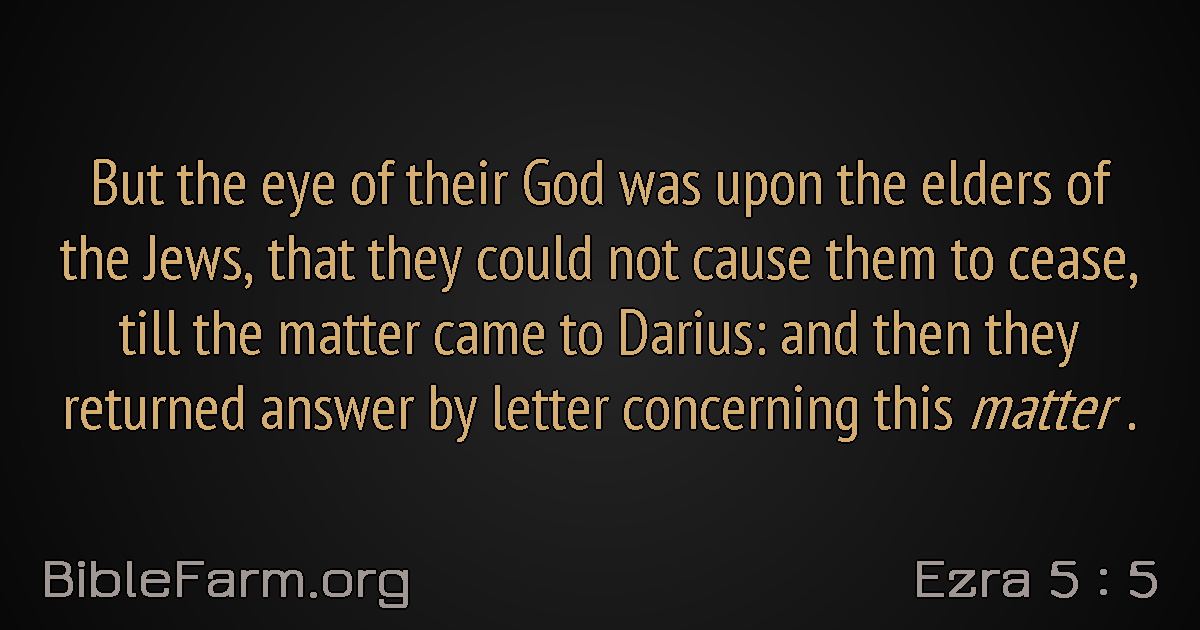 But the eye of their God was upon the elders of
the Jews, that they could not cause them to cease,
till the matter came to Darius: and then they
returned answer by letter concerning this matter .
BibleFarm.org
Ezra 5 : 5